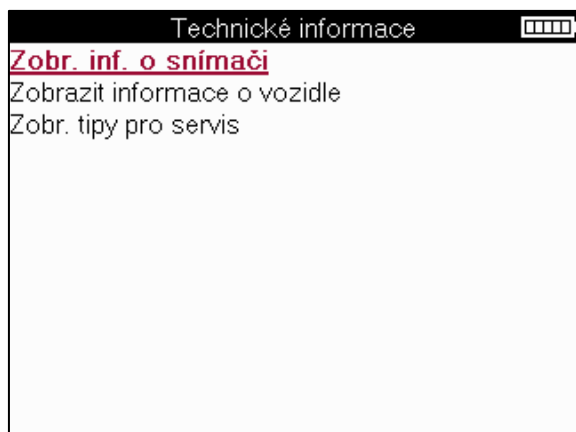 Technické informace
Zobr. inf. o snímači
Zobrazit informace o vozidle
Zobr. tipy pro servis